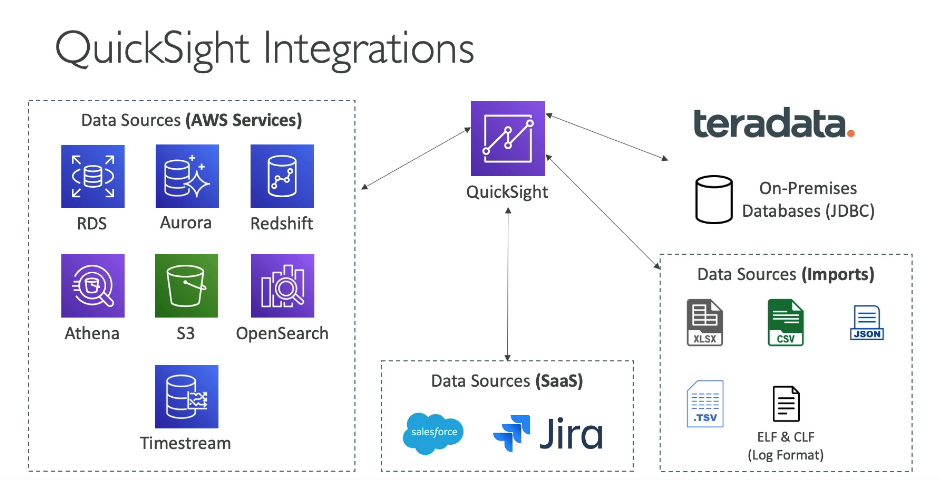 QuickSight Integrations
Data Sources (AWS Services)
RDS
Aurora
Redshift
Athena
S3
OpenSearch
Timestream
QuickSight
Data Sources (SaaS)
salesforce
Jira
teradata.
On-Premises
Databases (JDBC)
Data Sources (Imports)
XLSX
CSV
JSON
.TSV
ELF & CLF
(Log Format)